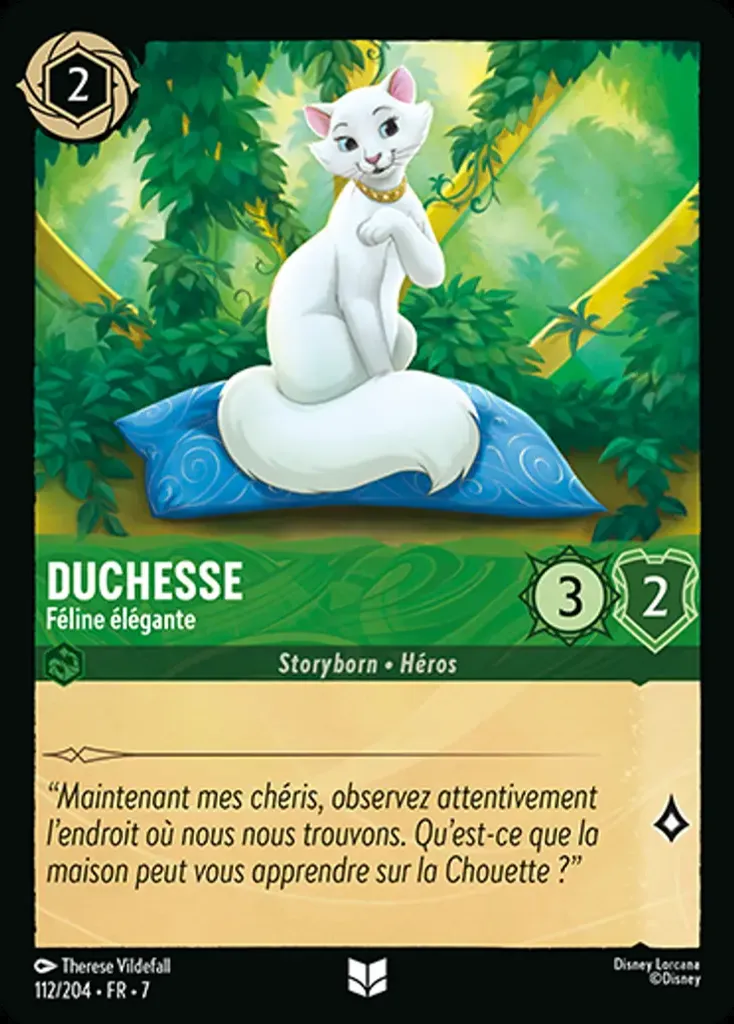 2
DUCHESSE
Féline élégante
3
2
Storyborn • Héros
“Maintenant mes chéris, observez attentivement
l’endroit où nous nous trouvons. Qu’est-ce que la
maison peut vous apprendre sur la Chouette ?”
Therese Vildefall
112/204 • FR • 7
Disney Lorcana
©Disney